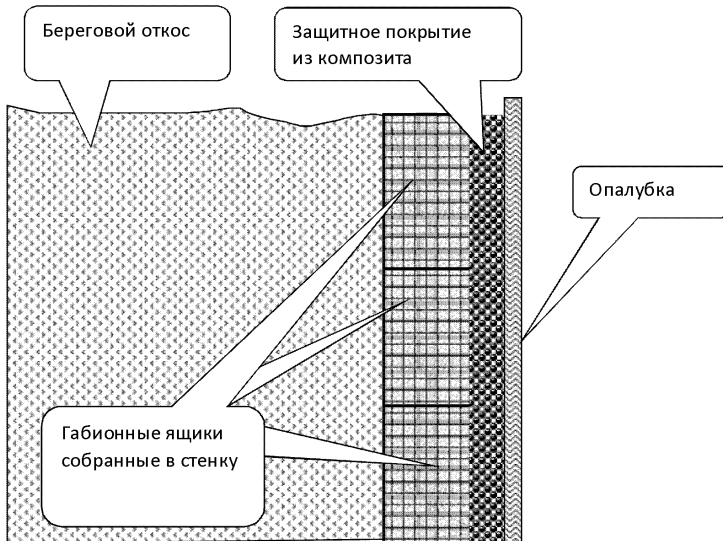 Береговой откос
Защитное покрытие
из композита
Опалубка
Габионные ящики
собранные в стенку